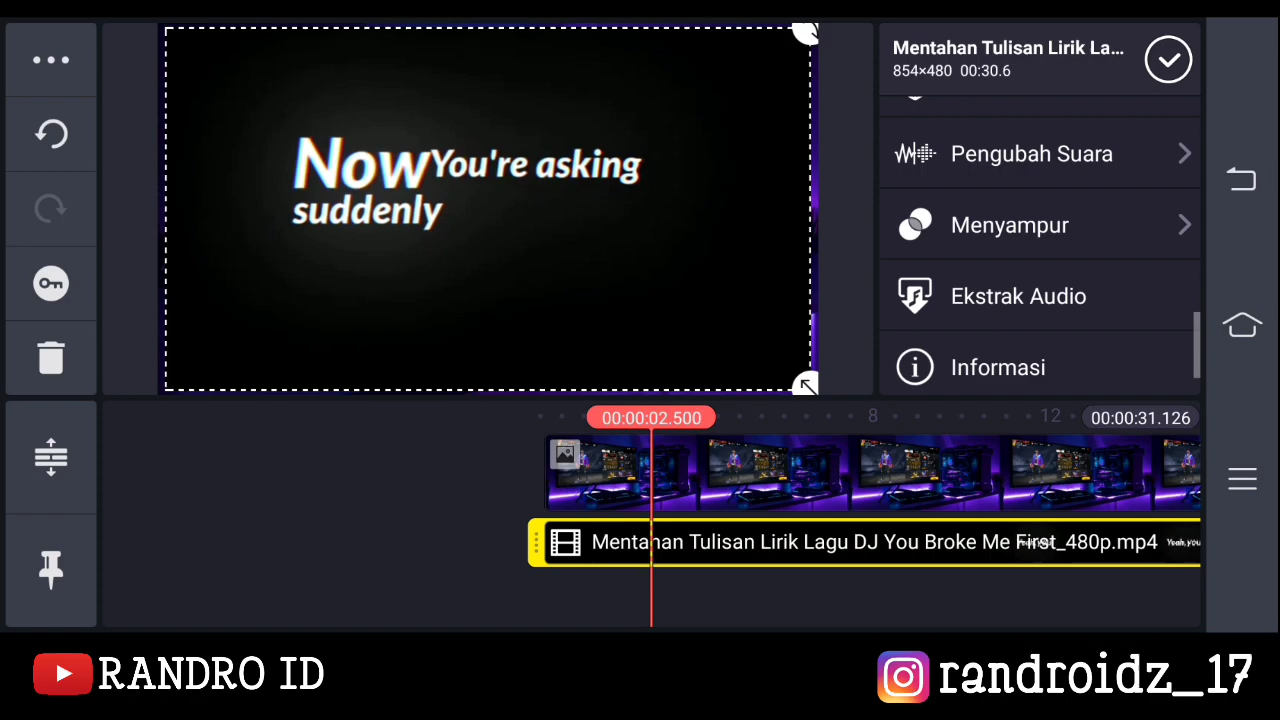 Mentahan Tulisan Lirik La...
854×480 00:30.6
Now You're asking
suddenly
Pengubah Suara
Menyampur
Ekstrak Audio
Informasi
00:00:02.500
8
12
00:00:31.126
Mentahan Tulisan Lirik Lagu DJ You Broke Me First_480p.mp4
RANDRO ID
randroidz_17